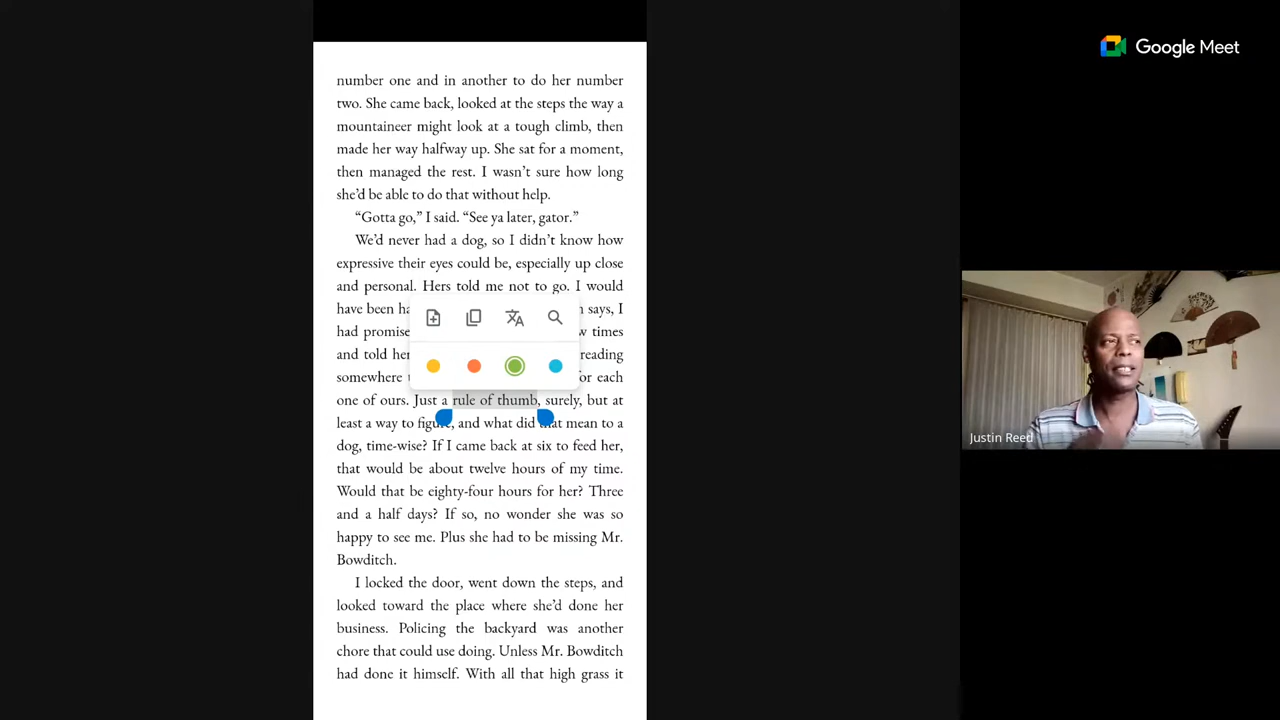 Google Meet
number one and in another to do her number
two. She came back, looked at the steps the way a
mountaineer might look at a tough climb, then
made her way halfway up. She sat for a moment,
then managed the rest. I wasn't sure how long
she'd be able to do that without help.
“Gotta go,” I said. “See ya later, gator.”
We'd never had a dog, so I didn't know how
expressive their eyes could be, especially up close
and personal. Hers told me not to go. I would
have been says, I
had promise times
and told her reading
somewhere for each
one of ours. Just a rule of thumb, surely, but at
least a way to figure, and what did that mean to a
dog, time-wise? If I came back at six to feed her,
that would be about twelve hours of my time.
Would that be eighty-four hours for her? Three
and a half days? If so, no wonder she was so
happy to see me. Plus she had to be missing Mr.
Bowditch.
I locked the door, went down the steps, and
looked toward the place where she'd done her
business. Policing the backyard was another
chore that could use doing. Unless Mr. Bowditch
had done it himself. With all that high grass it
Justin Reed